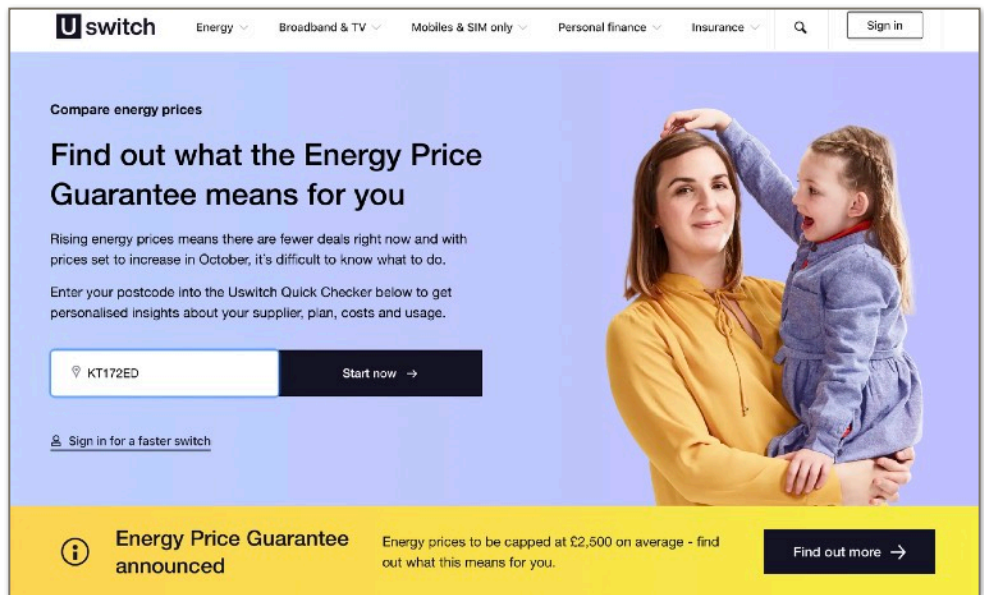 Uswitch Energy Broadband & TV Mobiles & SIM only Personal finance Insurance Sign in
Compare energy prices
Find out what the Energy Price
Guarantee means for you
Rising energy prices means there are fewer deals right now and with
prices set to increase in October, it's difficult to know what to do.
Enter your postcode into the Uswitch Quick Checker below to get
personalised insights about your supplier, plan, costs and usage.
KT172ED Start now →
Sign in for a faster switch
Energy Price Guarantee
announced
Energy prices to be capped at £2,500 on average - find
out what this means for you.
Find out more →